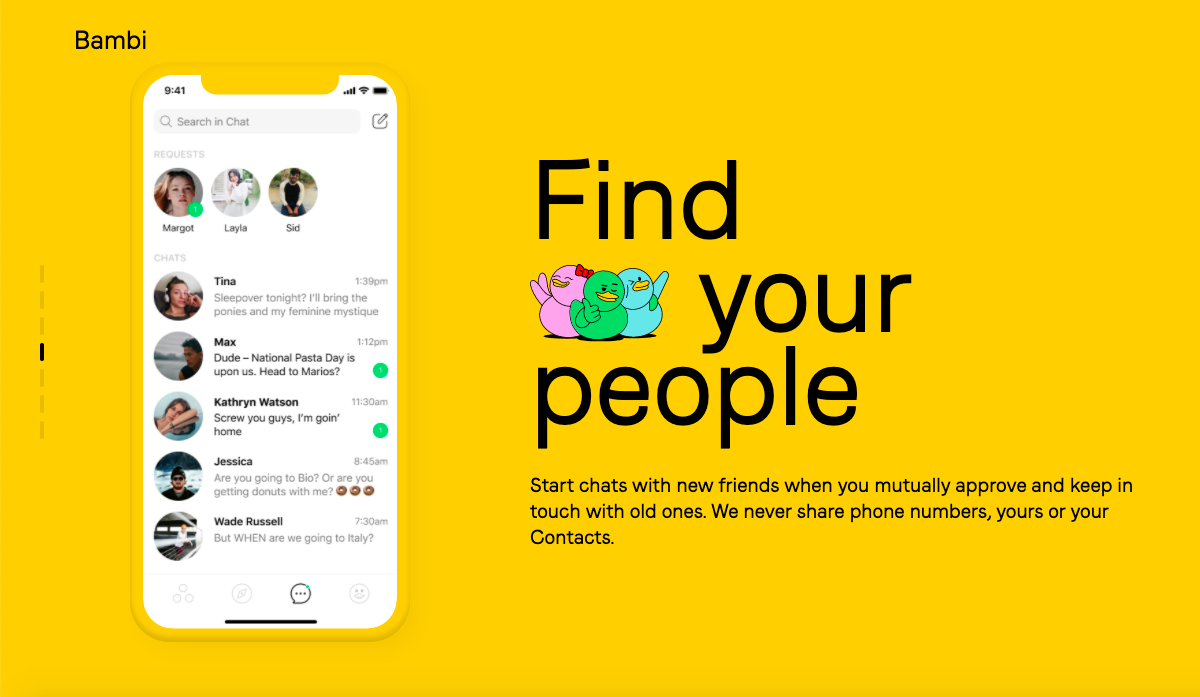 Bambi
9:41
Search in Chat
REQUESTS
1
Margot
Layla
Sid
CHATS
Tina
1:39pm
Sleepover tonight? I'll bring the
ponies and my feminine mystique
Max
1:12pm
Dude – National Pasta Day is
upon us. Head to Marios?
1
Kathryn Watson
11:30am
Screw you guys, I'm goin'
home
1
Jessica
8:45am
Are you going to Bio? Or are you
getting donuts with me? 🍩🍩🍩
Wade Russell
7:30am
But WHEN are we going to Italy?
Find
your
people
Start chats with new friends when you mutually approve and keep in
touch with old ones. We never share phone numbers, yours or your
Contacts.